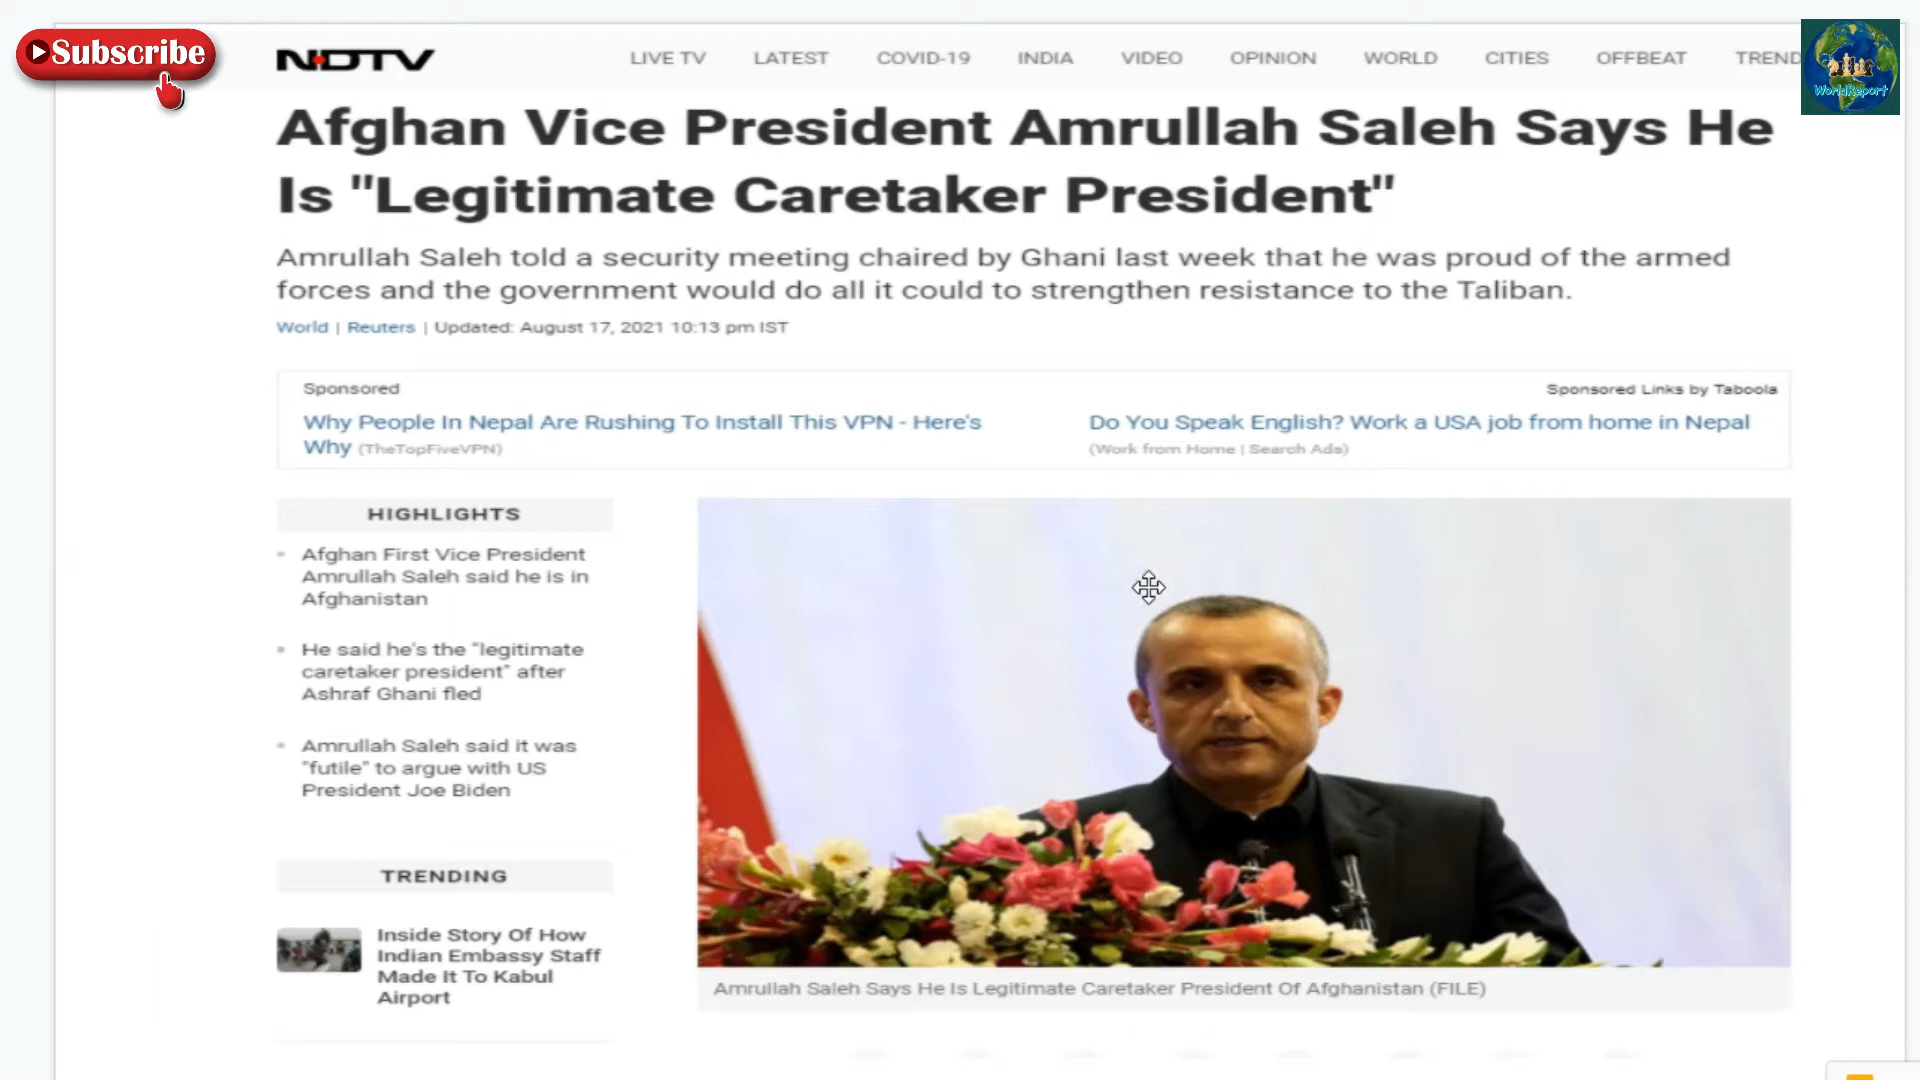 Subscribe
NDTV
LIVE TV LATEST COVID-19 INDIA VIDEO OPINION WORLD CITIES OFFBEAT TREND
WorldReport
Afghan Vice President Amrullah Saleh Says He
Is "Legitimate Caretaker President"
Amrullah Saleh told a security meeting chaired by Ghani last week that he was proud of the armed
forces and the government would do all it could to strengthen resistance to the Taliban.
World | Reuters | Updated: August 17, 2021 10:13 pm IST
Sponsored
Sponsored Links by Taboola
Why People In Nepal Are Rushing To Install This VPN - Here's
Why (TheTopFiveVPN)
Do You Speak English? Work a USA job from home in Nepal
(Work from Home | Search Ads)
HIGHLIGHTS
Afghan First Vice President
Amrullah Saleh said he is in
Afghanistan
He said he's the "legitimate
caretaker president" after
Ashraf Ghani fled
Amrullah Saleh said it was
"futile" to argue with US
President Joe Biden
TRENDING
Inside Story Of How
Indian Embassy Staff
Made It To Kabul
Airport
Amrullah Saleh Says He Is Legitimate Caretaker President Of Afghanistan (FILE)